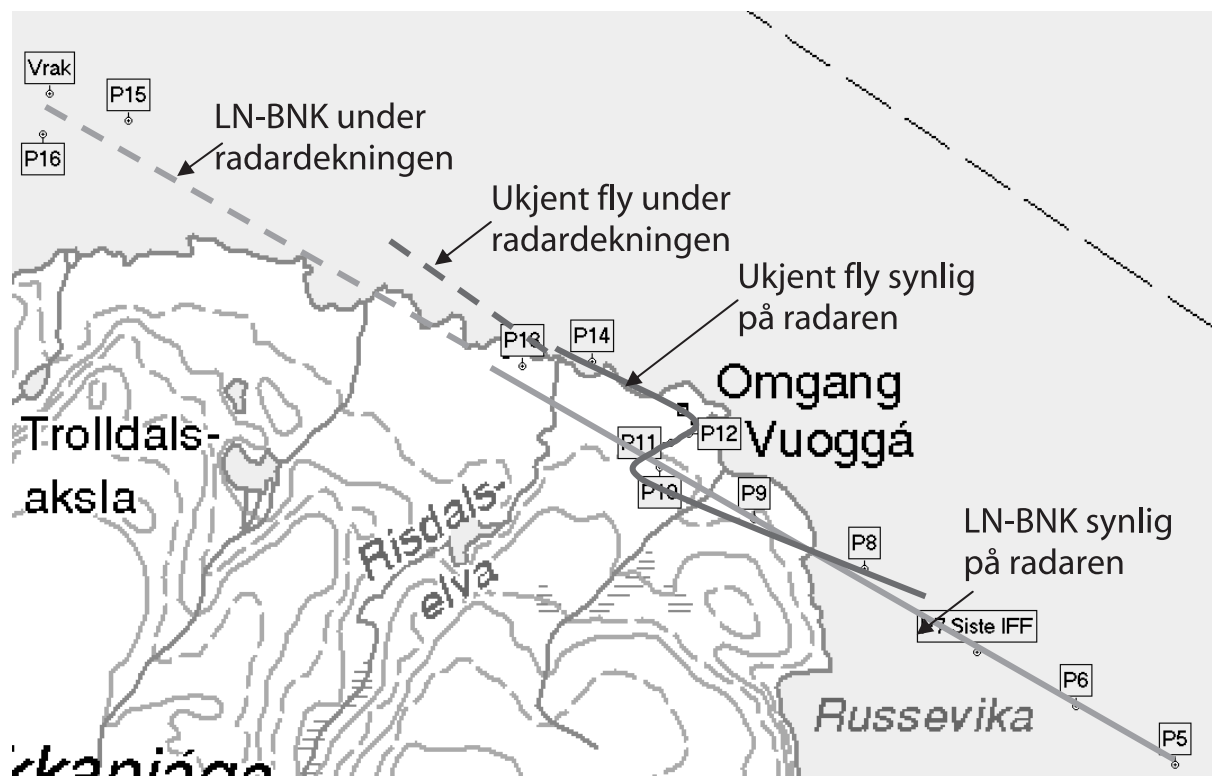 Vrak
P15
LN-BNK under
radardekningen
P16
Ukjent fly under
radardekningen
Ukjent fly synlig
på radaren
P13
P14
Omgang
Vuoggá
P11
P12
Trolldals-
aksla
P10
P9
Risdals-
elva
P8
LN-BNK synlig
på radaren
Siste IFF
P6
Russevika
P5